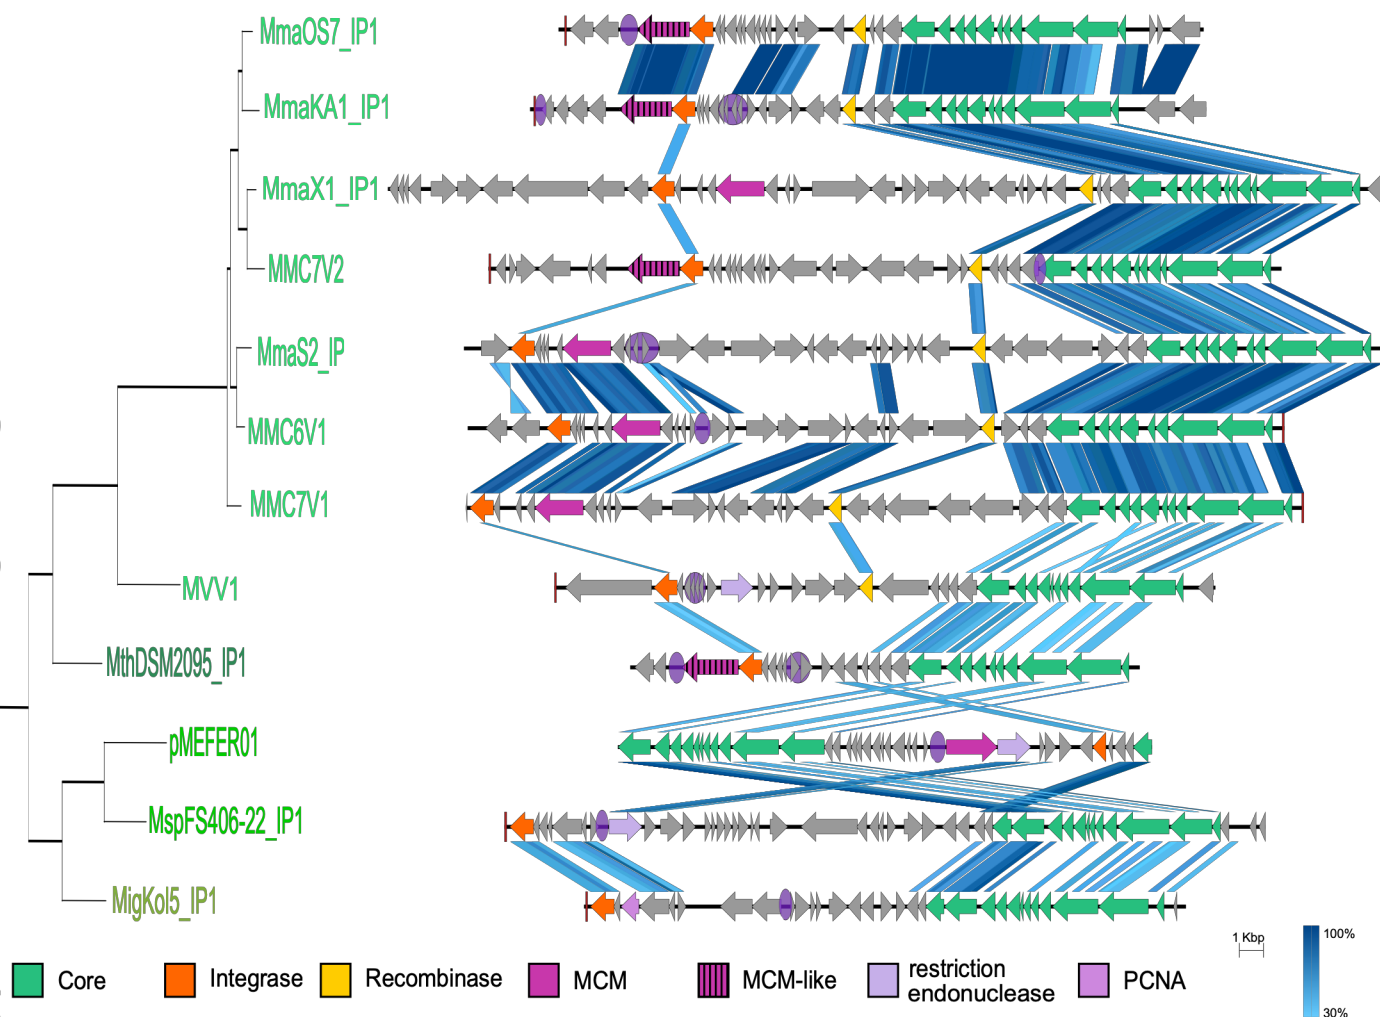 MmaOS7_IP1
MmaKA1_IP1
MmaX1_IP1
MMC7V2
MmaS2_IP
MMC6V1
MMC7V1
MVV1
MthDSM2095_IP1
pMEFER01
MspFS406-22_IP1
MigKol5_IP1
1 Kbp
100%
30%
Core
Integrase
Recombinase
MCM
MCM-like
restriction
endonuclease
PCNA